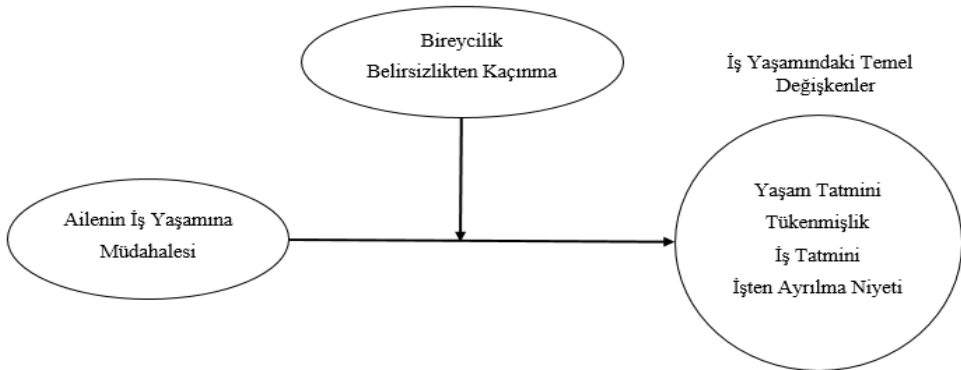 Bireycilik
Belirsizlikten Kaçınma
İş Yaşamındaki Temel
Değişkenler
Ailenin İş Yaşamına
Müdahalesi
Yaşam Tatmini
Tükenmişlik
İş Tatmini
İşten Ayrılma Niyeti